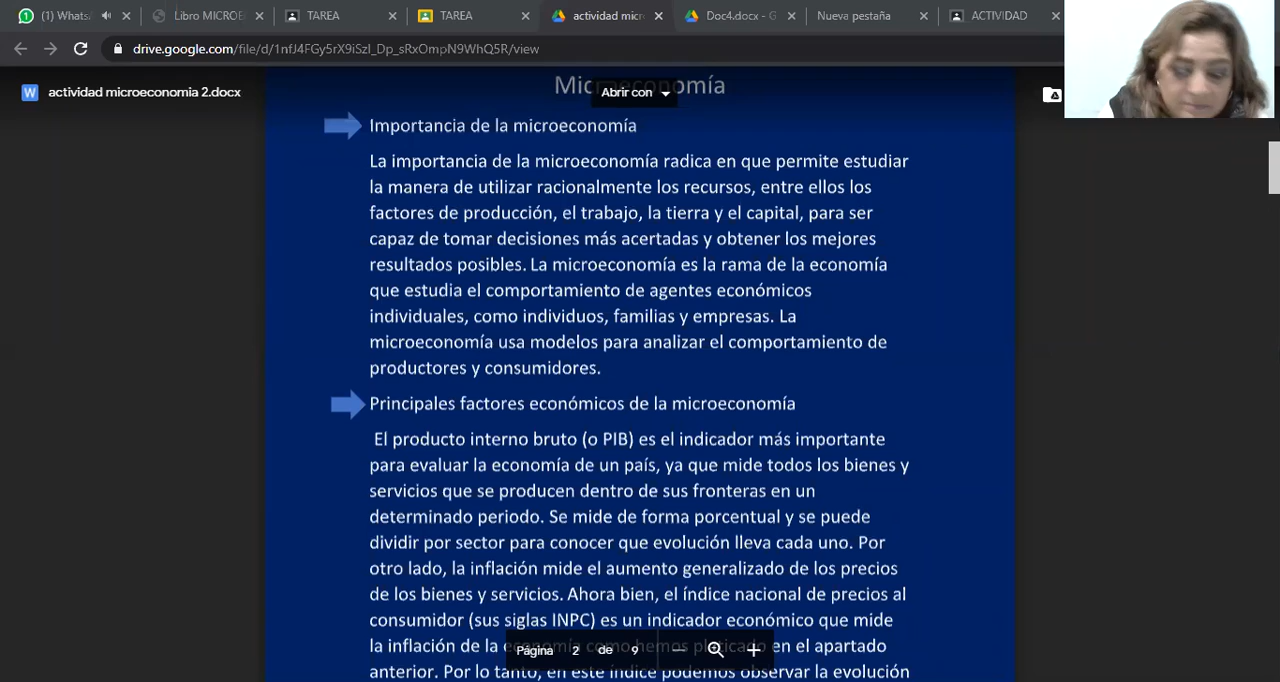 (1) Whats
Libro MICROE
TAREA
TAREA
actividad micr
Doc4.docx - G
Nueva pestaña
ACTIVIDAD
drive.google.com/file/d/1nfJ4FGy5rX9iSzI_Dp_sRxOmpN9WhQ5R/view
W actividad microeconomia 2.docx
Microeconomía
Abrir con
Importancia de la microeconomía
La importancia de la microeconomía radica en que permite estudiar
la manera de utilizar racionalmente los recursos, entre ellos los
factores de producción, el trabajo, la tierra y el capital, para ser
capaz de tomar decisiones más acertadas y obtener los mejores
resultados posibles. La microeconomía es la rama de la economía
que estudia el comportamiento de agentes económicos
individuales, como individuos, familias y empresas. La
microeconomía usa modelos para analizar el comportamiento de
productores y consumidores.
Principales factores económicos de la microeconomía
El producto interno bruto (o PIB) es el indicador más importante
para evaluar la economía de un país, ya que mide todos los bienes y
servicios que se producen dentro de sus fronteras en un
determinado periodo. Se mide de forma porcentual y se puede
dividir por sector para conocer que evolución lleva cada uno. Por
otro lado, la inflación mide el aumento generalizado de los precios
de los bienes y servicios. Ahora bien, el índice nacional de precios al
consumidor (sus siglas INPC) es un indicador económico que mide
la inflación de la economía como hemos platicado en el apartado
anterior. Por lo tanto, en este índice podemos observar la evolución
Página 2 de 9